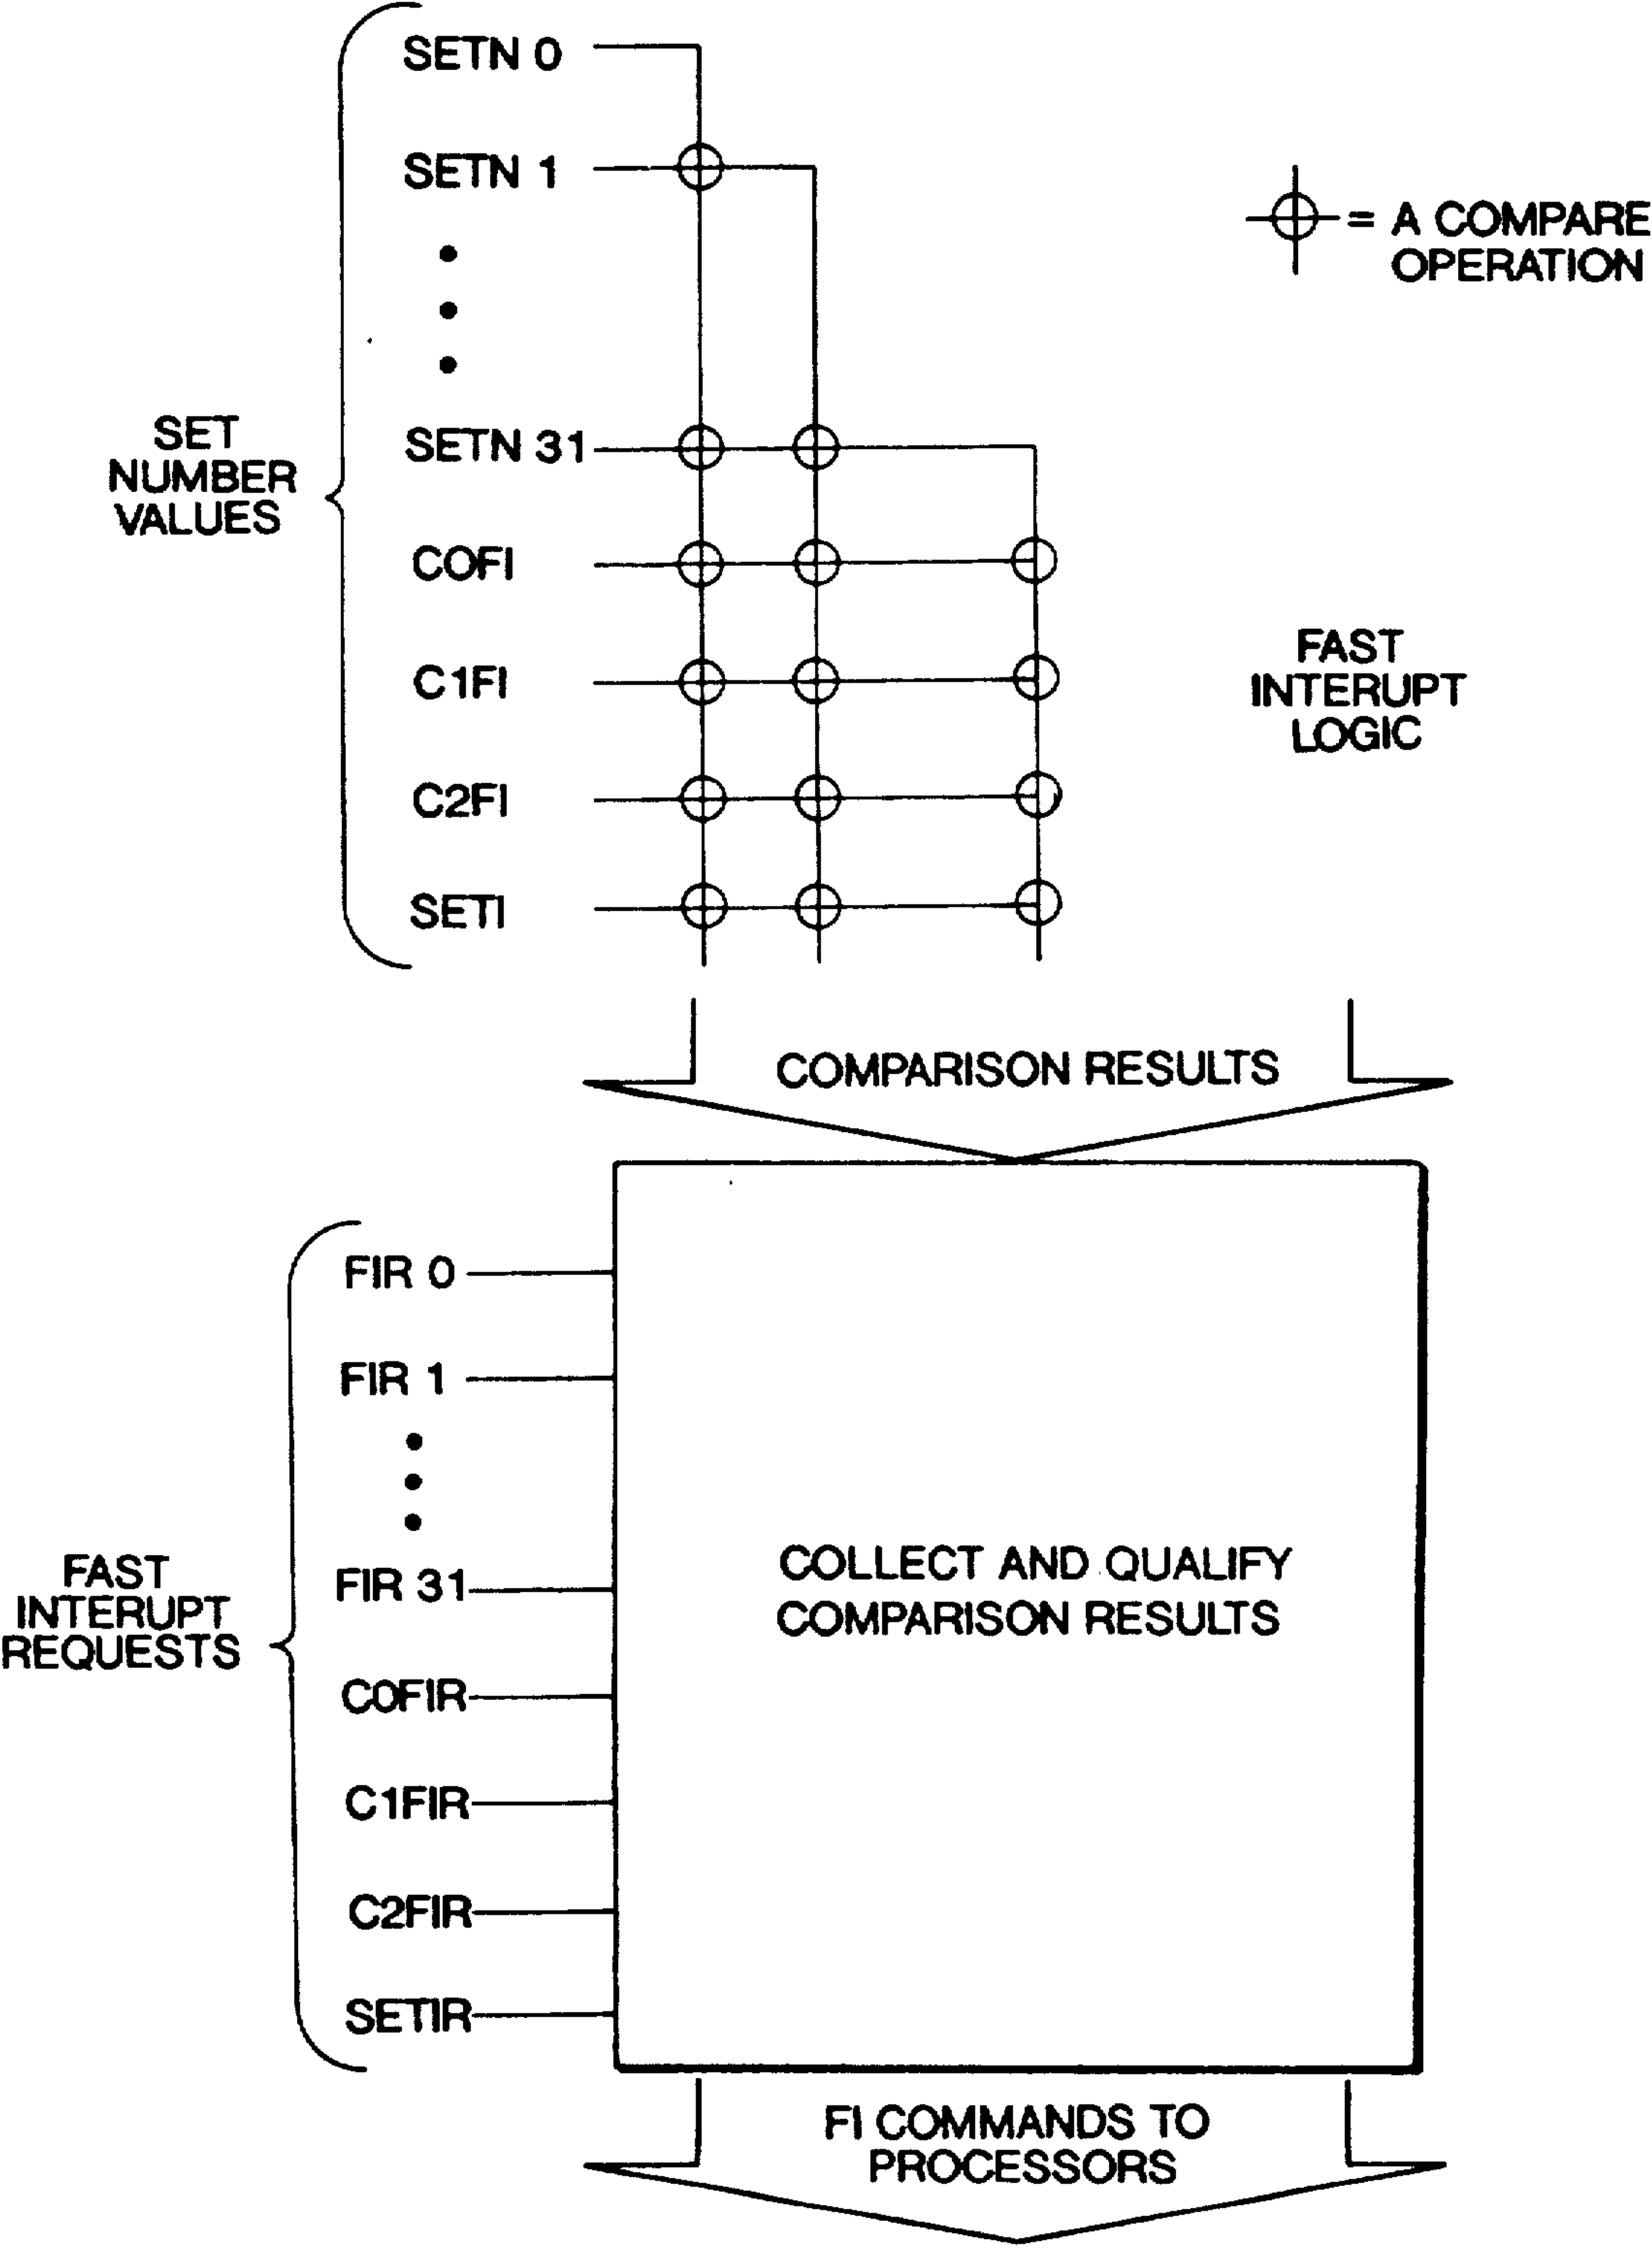 SETN 0
SETN 1
= A COMPARE
OPERATION
SET
NUMBER
VALUES
SETN 31
C0FI
C1FI
C2FI
SETI
FAST
INTERUPT
LOGIC
COMPARISON RESULTS
FIR 0
FIR 1
FIR 31
FAST
INTERUPT
REQUESTS
C0FIR
C1FIR
C2FIR
SETIR
COLLECT AND QUALIFY
COMPARISON RESULTS
FI COMMANDS TO
PROCESSORS